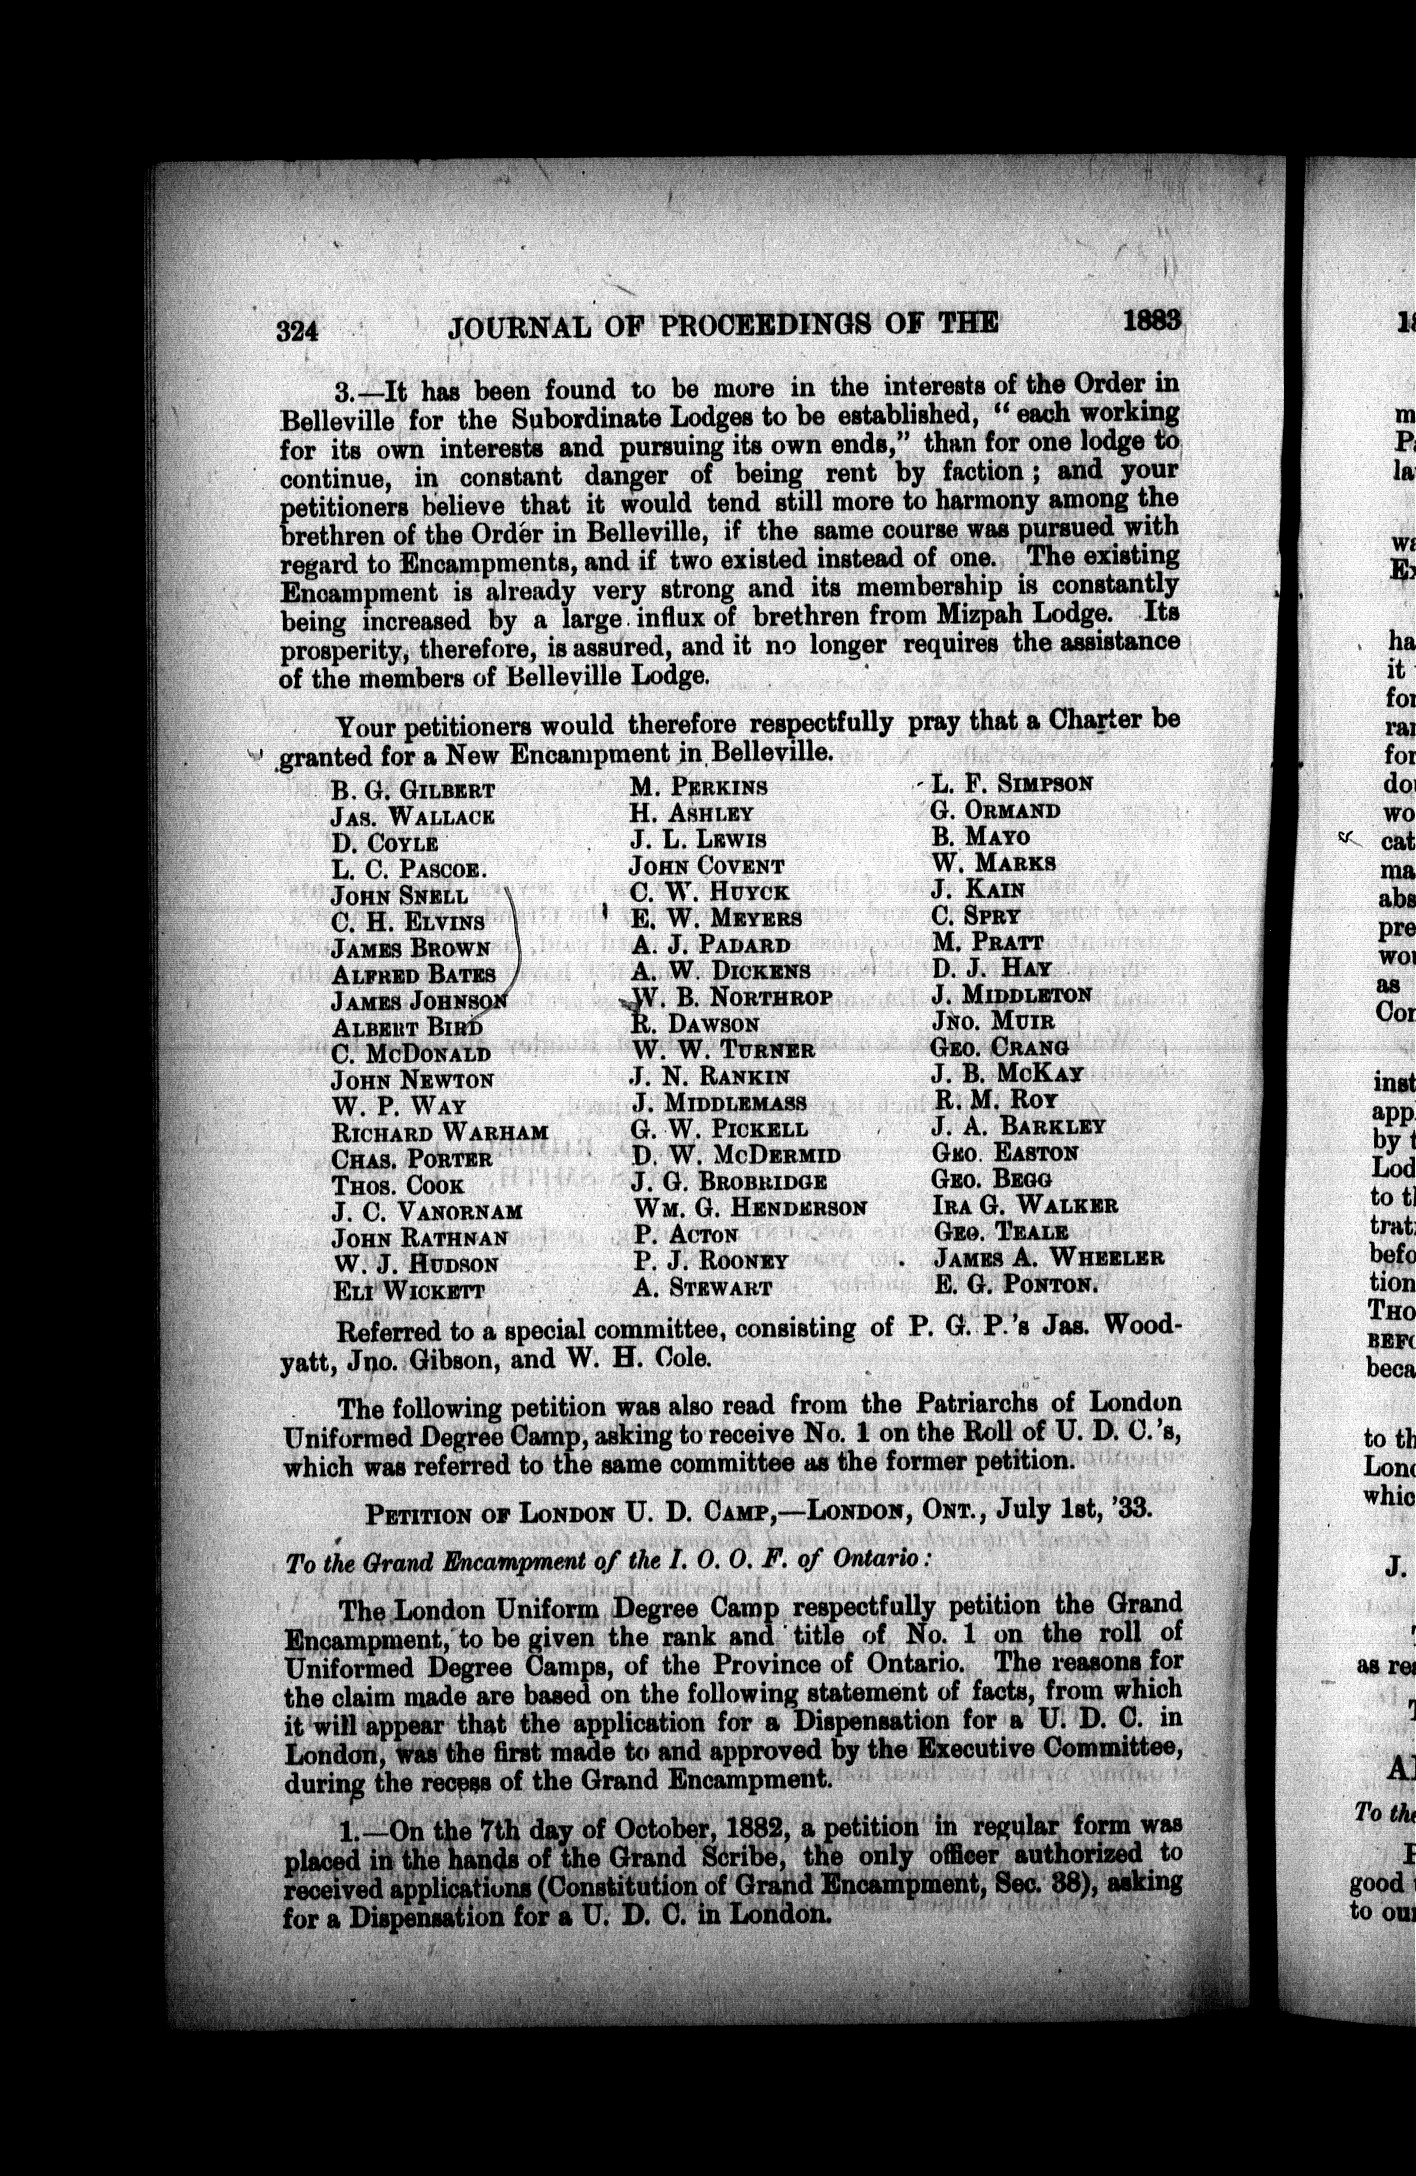 324 JOURNAL OF PROCEEDINGS OF THE 1883
3.—It has been found to be more in the interests of the Order in
Belleville for the Subordinate Lodges to be established, “ each working
for its own interests and pursuing its own ends,” than for one lodge to
continue, in constant danger of being rent by faction ; and your
petitioners believe that it would tend still more to harmony among the
brethren of the Order in Belleville, if the same course was pursued with
regard to Encampments, and if two existed instead of one. The existing
Encampment is already very strong and its membership is constantly
being increased by a large influx of brethren from Mizpah Lodge. Its
prosperity, therefore, is assured, and it no longer requires the assistance
of the members of Belleville Lodge.
Your petitioners would therefore respectfully pray that a Charter be
granted for a New Encampment in Belleville.
B. G. GILBERT
JAS. WALLACE
D. COYLE
L. C. PASCOE.
JOHN SNELL
C. H. ELVINS
JAMES BROWN
ALFRED BATES
JAMES JOHNSON
ALBERT BIRD
C. MCDONALD
JOHN NEWTON
W. P. WAY
RICHARD WARHAM
CHAS. PORTER
THOS. COOK
J. C. VANORNAM
JOHN RATHNAN
W. J. HUDSON
ELI WICKETT
M. PERKINS
H. ASHLEY
J. L. LEWIS
JOHN COVENT
C. W. HUYCK
E. W. MEYERS
A. J. PADARD
A. W. DICKENS
W. B. NORTHROP
R. DAWSON
W. W. TURNER
J. N. RANKIN
J. MIDDLEMASS
G. W. PICKELL
D. W. MCDERMID
J. G. BROBRIDGE
WM. G. HENDERSON
P. ACTON
P. J. ROONEY
A. STEWART
L. F. SIMPSON
G. ORMAND
B. MAYO
W. MARKS
J. KAIN
C. SPRY
M. PRATT
D. J. HAY
J. MIDDLETON
JNO. MUIR
GEO. CRANG
J. B. MCKAY
R. M. ROY
J. A. BARKLEY
GEO. EASTON
GEO. BEGG
IRA G. WALKER
GEO. TEALE
JAMES A. WHEELER
E. G. PONTON.
Referred to a special committee, consisting of P. G. P.'s Jas. Wood-
yatt, Jno. Gibson, and W. H. Cole.
The following petition was also read from the Patriarchs of London
Uniformed Degree Camp, asking to receive No. 1 on the Roll of U. D. C.'s,
which was referred to the same committee as the former petition.
PETITION OF LONDON U. D. CAMP,—LONDON, ONT., July 1st, '33.
To the Grand Encampment of the I. O. O. F. of Ontario :
The London Uniform Degree Camp respectfully petition the Grand
Encampment, to be given the rank and title of No. 1 on the roll of
Uniformed Degree Camps, of the Province of Ontario. The reasons for
the claim made are based on the following statement of facts, from which
it will appear that the application for a Dispensation for a U. D. C. in
London, was the first made to and approved by the Executive Committee,
during the recess of the Grand Encampment.
1.—On the 7th day of October, 1882, a petition in regular form was
placed in the hands of the Grand Scribe, the only officer authorized to
received applications (Constitution of Grand Encampment, Sec. 38), asking
for a Dispensation for a U. D. C. in London.